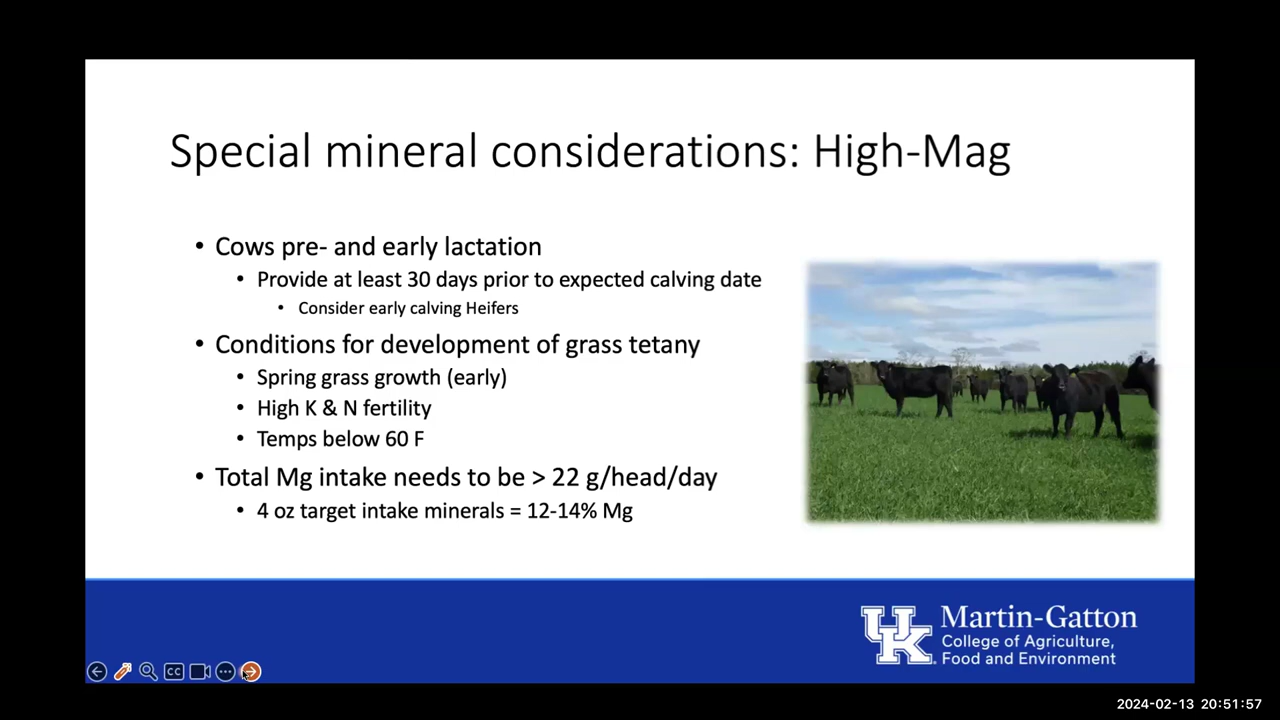 Special mineral considerations: High-Mag
• Cows pre- and early lactation
• Provide at least 30 days prior to expected calving date
• Consider early calving Heifers
• Conditions for development of grass tetany
• Spring grass growth (early)
• High K & N fertility
• Temps below 60 F
• Total Mg intake needs to be > 22 g/head/day
• 4 oz target intake minerals = 12-14% Mg
UK
Martin-Gatton
College of Agriculture,
Food and Environment
CC
2024-02-13 20:51:57